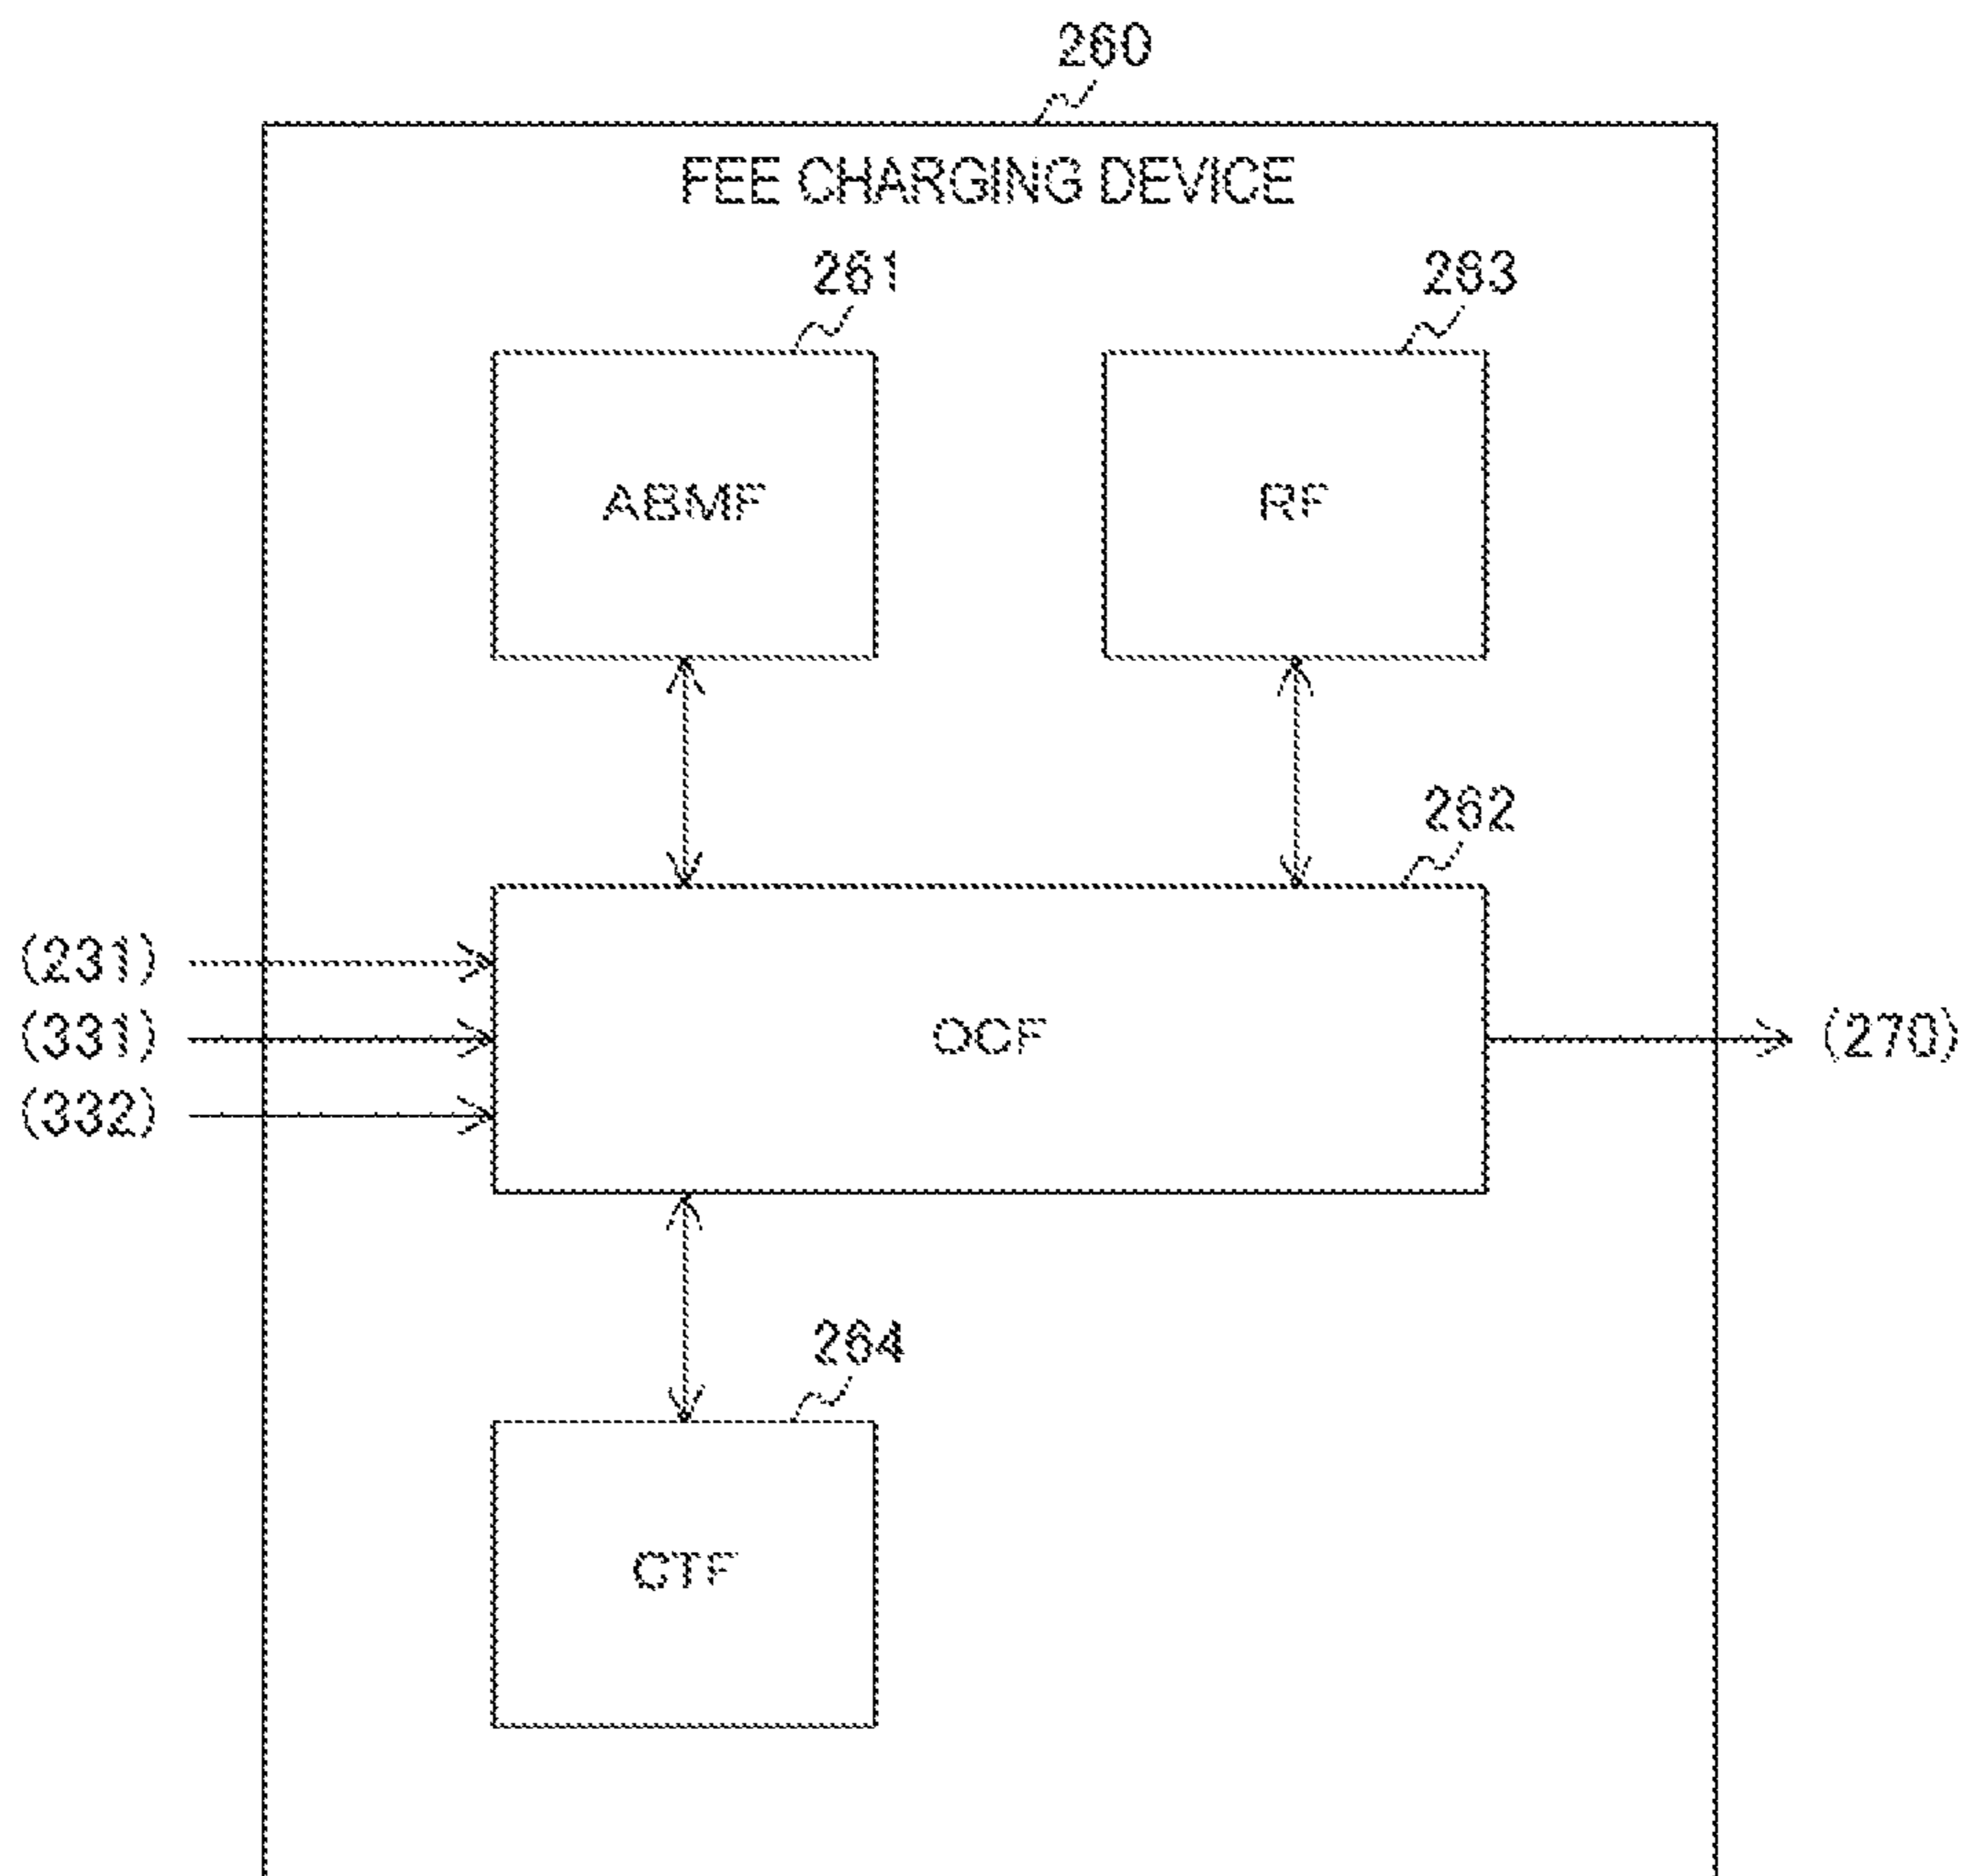 260
FEE CHARGING DEVICE
261
263
ABMF
RF
262
(231)
(331)
OCF
(270)
(332)
264
CTF